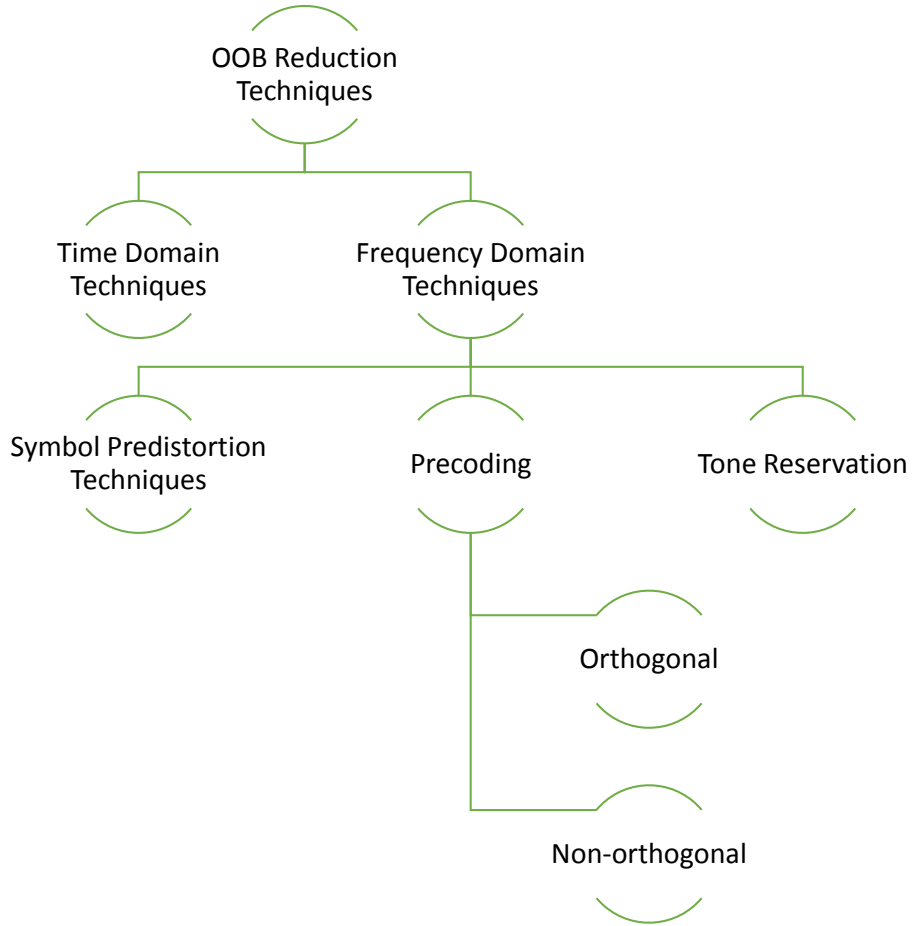 OOB Reduction
Techniques
Time Domain
Techniques
Frequency Domain
Techniques
Symbol Predistortion
Techniques
Precoding
Tone Reservation
Orthogonal
Non-orthogonal